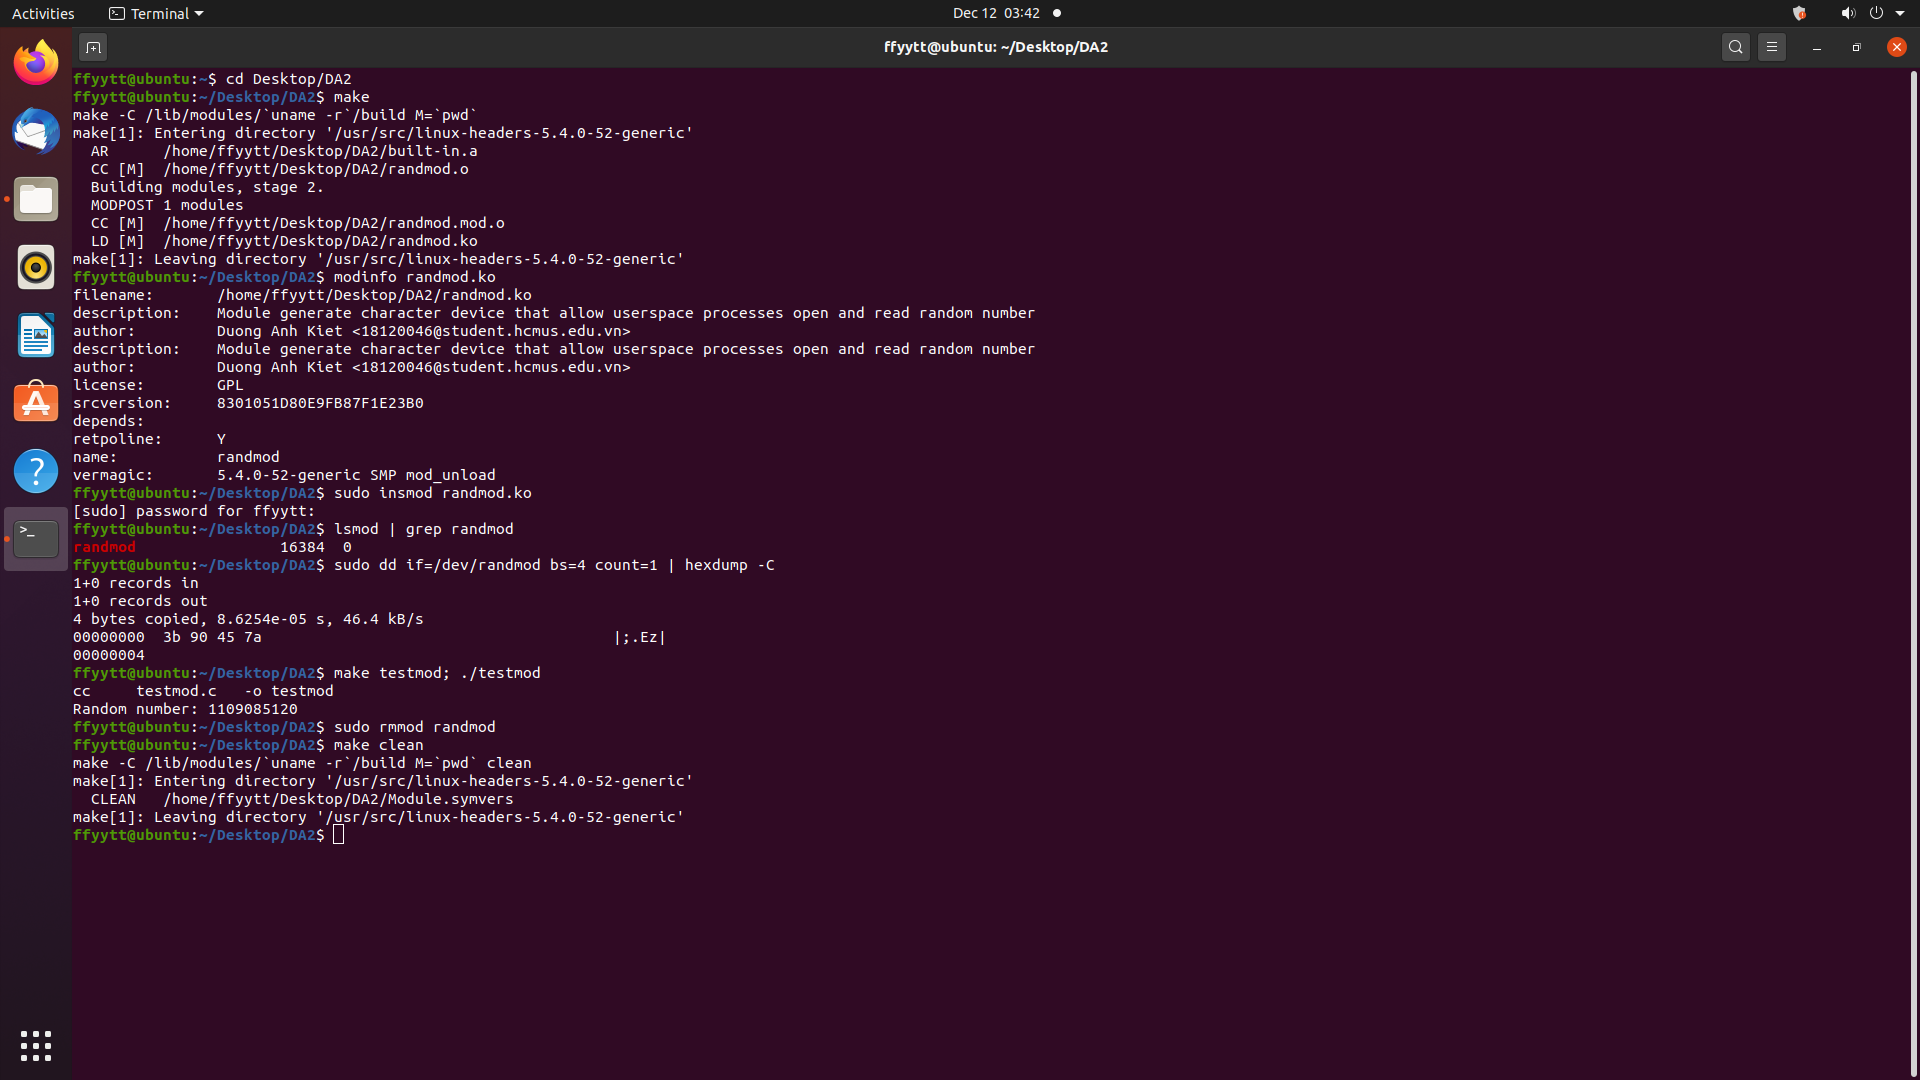 Activities Terminal Dec 12 03:42
ffyytt@ubuntu: ~/Desktop/DA2
ffyytt@ubuntu:~$ cd Desktop/DA2
ffyytt@ubuntu:~/Desktop/DA2$ make
make -C /lib/modules/`uname -r`/build M=`pwd`
make[1]: Entering directory '/usr/src/linux-headers-5.4.0-52-generic'
  AR      /home/ffyytt/Desktop/DA2/built-in.a
  CC [M]  /home/ffyytt/Desktop/DA2/randmod.o
  Building modules, stage 2.
  MODPOST 1 modules
  CC [M]  /home/ffyytt/Desktop/DA2/randmod.mod.o
  LD [M]  /home/ffyytt/Desktop/DA2/randmod.ko
make[1]: Leaving directory '/usr/src/linux-headers-5.4.0-52-generic'
ffyytt@ubuntu:~/Desktop/DA2$ modinfo randmod.ko
filename:       /home/ffyytt/Desktop/DA2/randmod.ko
description:    Module generate character device that allow userspace processes open and read random number
author:         Duong Anh Kiet <18120046@student.hcmus.edu.vn>
description:    Module generate character device that allow userspace processes open and read random number
author:         Duong Anh Kiet <18120046@student.hcmus.edu.vn>
license:        GPL
srcversion:     8301051D80E9FB87F1E23B0
depends:
retpoline:      Y
name:           randmod
vermagic:       5.4.0-52-generic SMP mod_unload
ffyytt@ubuntu:~/Desktop/DA2$ sudo insmod randmod.ko
[sudo] password for ffyytt:
ffyytt@ubuntu:~/Desktop/DA2$ lsmod | grep randmod
randmod                16384  0
ffyytt@ubuntu:~/Desktop/DA2$ sudo dd if=/dev/randmod bs=4 count=1 | hexdump -C
1+0 records in
1+0 records out
4 bytes copied, 8.6254e-05 s, 46.4 kB/s
00000000  3b 90 45 7a                                       |;.Ez|
00000004
ffyytt@ubuntu:~/Desktop/DA2$ make testmod; ./testmod
cc     testmod.c   -o testmod
Random number: 1109085120
ffyytt@ubuntu:~/Desktop/DA2$ sudo rmmod randmod
ffyytt@ubuntu:~/Desktop/DA2$ make clean
make -C /lib/modules/`uname -r`/build M=`pwd` clean
make[1]: Entering directory '/usr/src/linux-headers-5.4.0-52-generic'
  CLEAN   /home/ffyytt/Desktop/DA2/Module.symvers
make[1]: Leaving directory '/usr/src/linux-headers-5.4.0-52-generic'
ffyytt@ubuntu:~/Desktop/DA2$